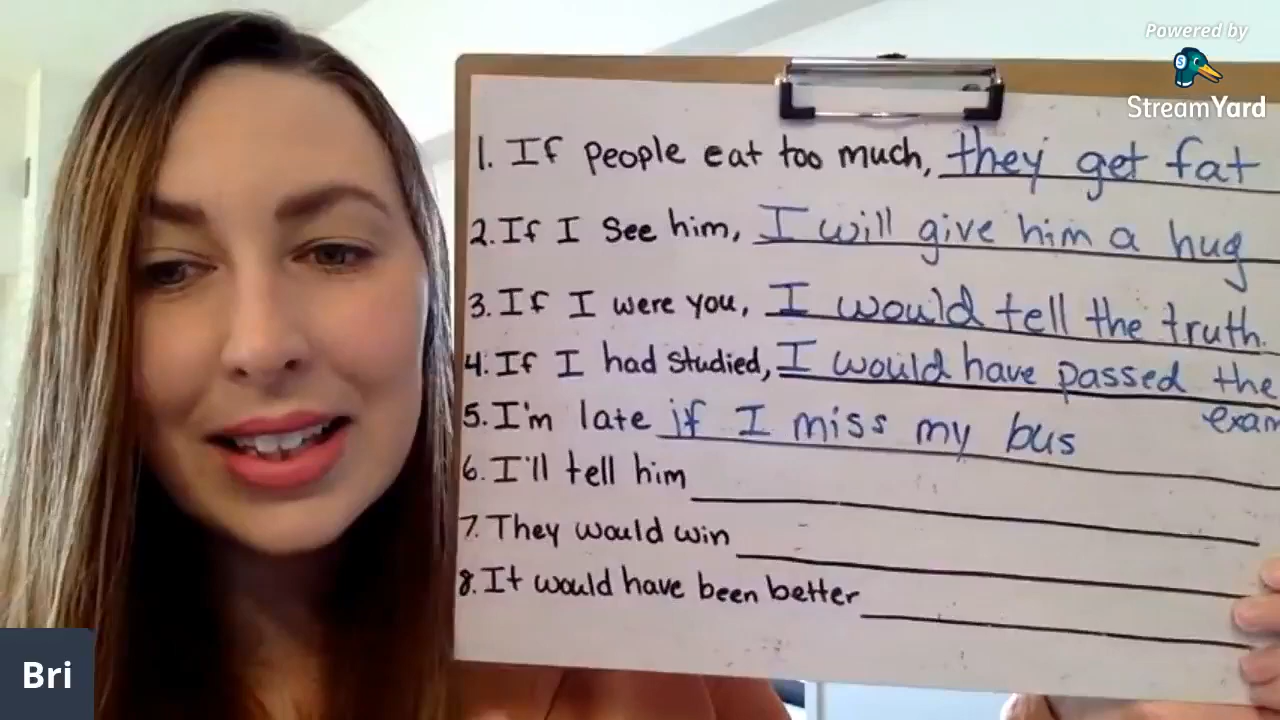 Powered by
StreamYard
1. If people eat too much, they get fat
2. If I see him, I will give him a hug
3. If I were you, I would tell the truth.
4. If I had studied, I would have passed the
exam
5. I'm late if I miss my bus
6. I'll tell him
7. They would win
8. It would have been better
Bri